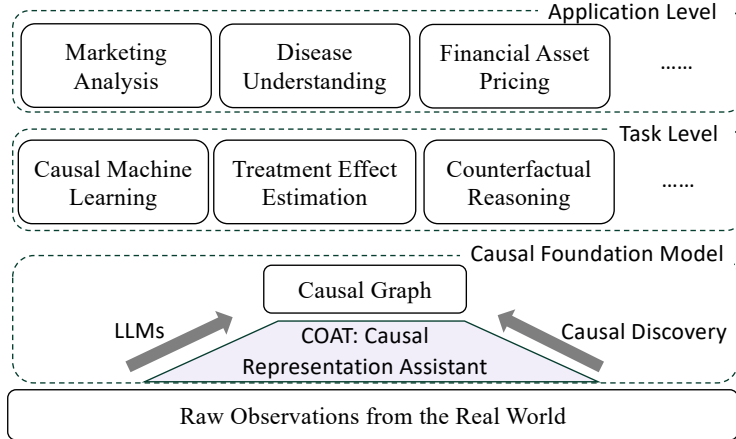 Application Level
Marketing
Analysis
Disease
Understanding
Financial Asset
Pricing
......
Task Level
Causal Machine
Learning
Treatment Effect
Estimation
Counterfactual
Reasoning
......
Causal Foundation Model
Causal Graph
LLMs
Causal Discovery
COAT: Causal
Representation Assistant
Raw Observations from the Real World